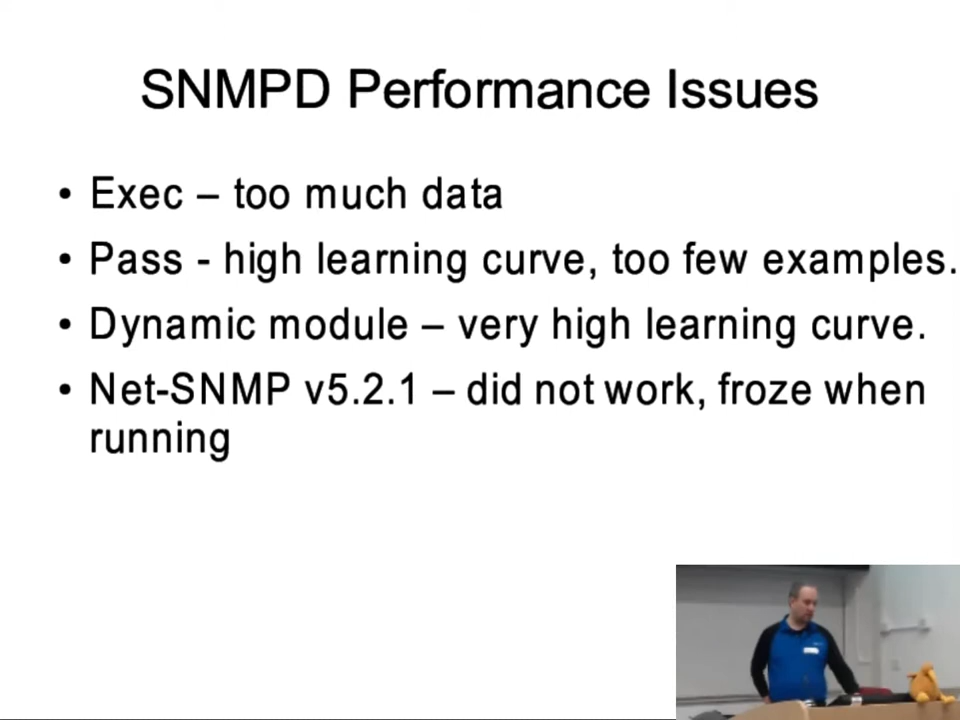 SNMPD Performance Issues
• Exec – too much data
• Pass - high learning curve, too few examples.
• Dynamic module – very high learning curve.
• Net-SNMP v5.2.1 – did not work, froze when
running